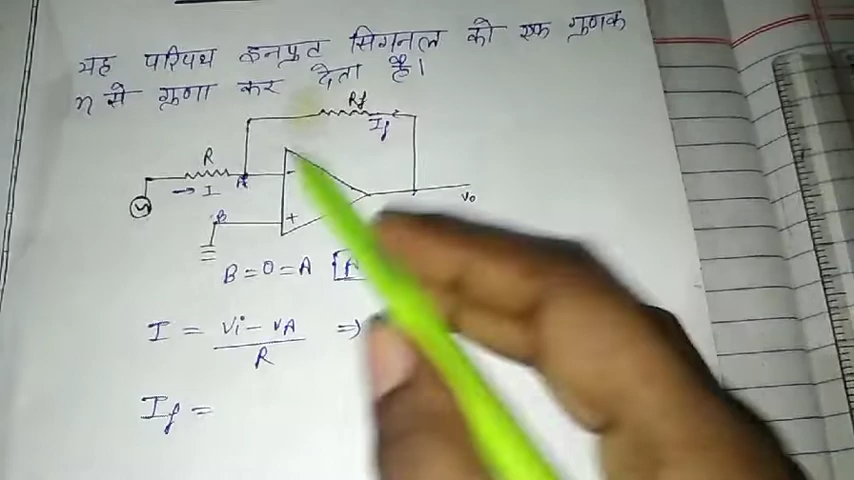 यह परिपथ इनपुट सिगनल को एक गुणक
n से गुणा कर देता है।
Rf
If
R
A
→ I
-
B
+
Vo
B = 0 = A
I = Vi - VA / R ⇒
If =